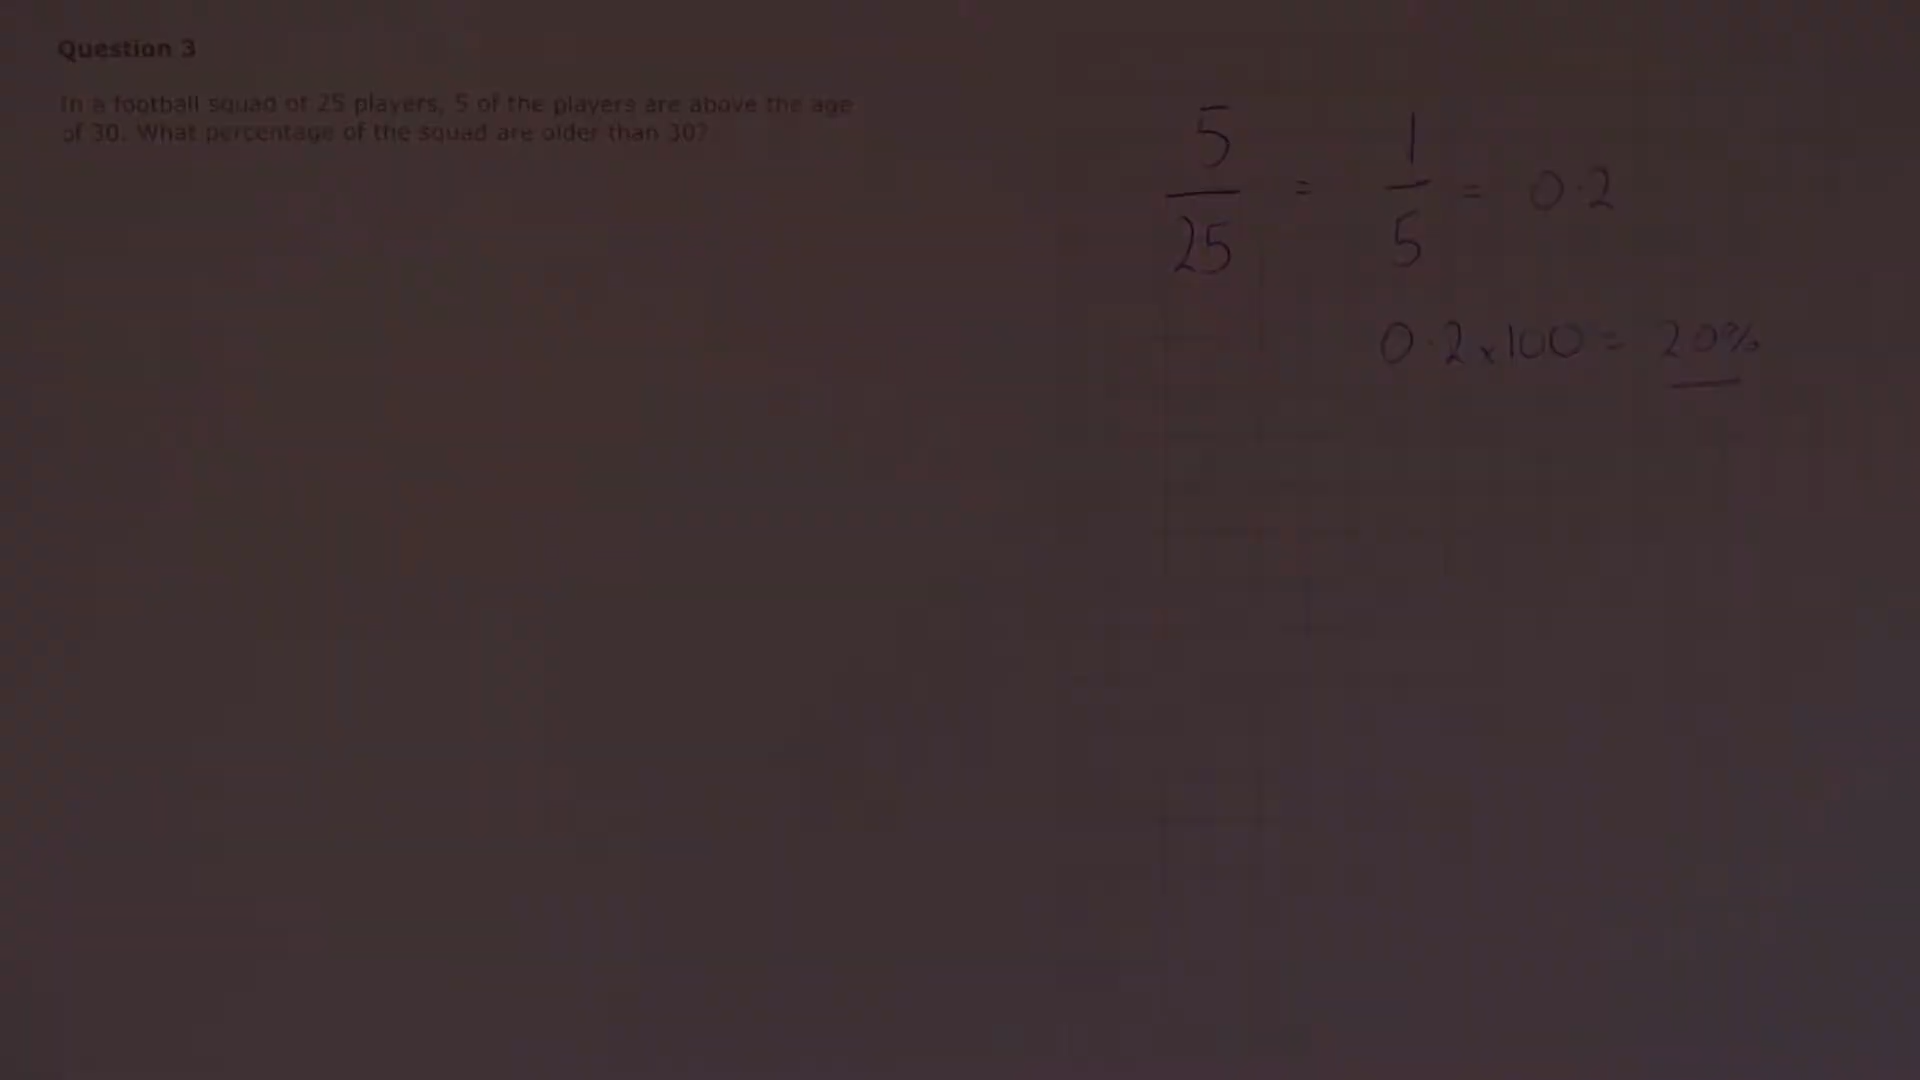 Question 3
In a football squad of 25 players, 5 of the players are above the age
of 30. What percentage of the squad are older than 30?
5/25 = 1/5 = 0.2
0.2 x 100 = 20%